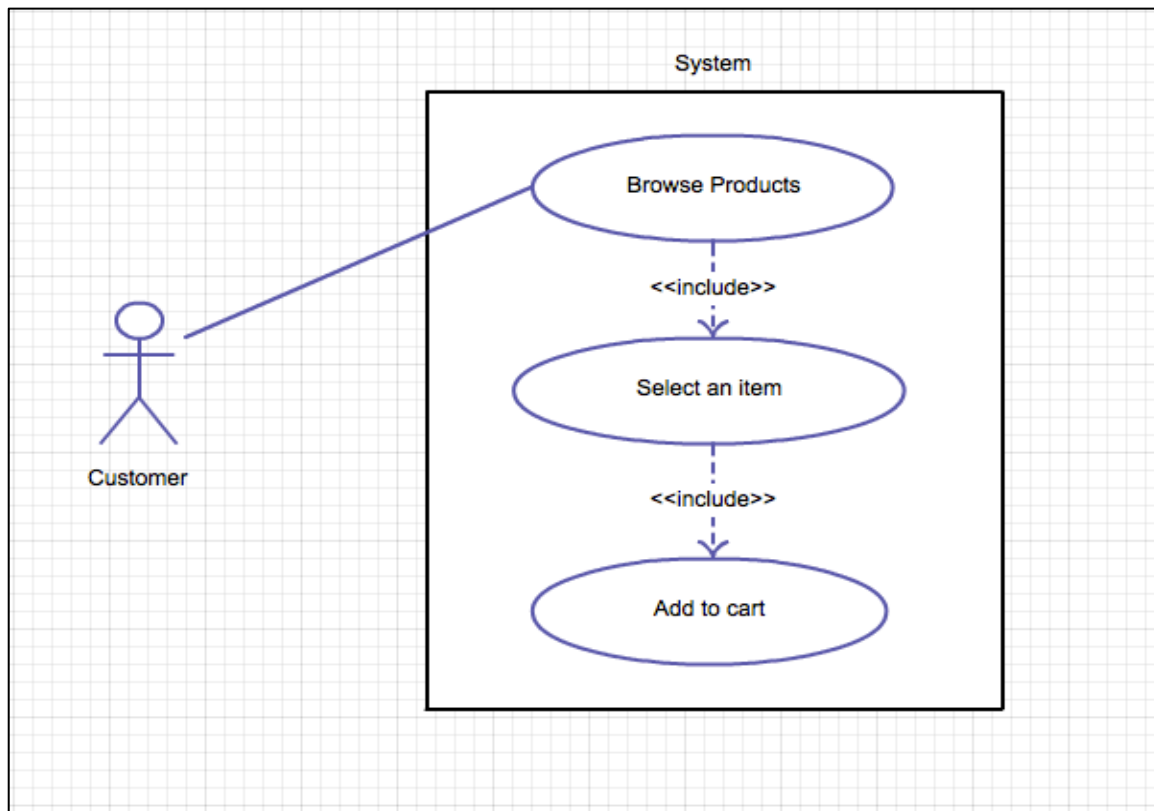 System
Browse Products
<<include>>
Select an item
<<include>>
Add to cart
Customer